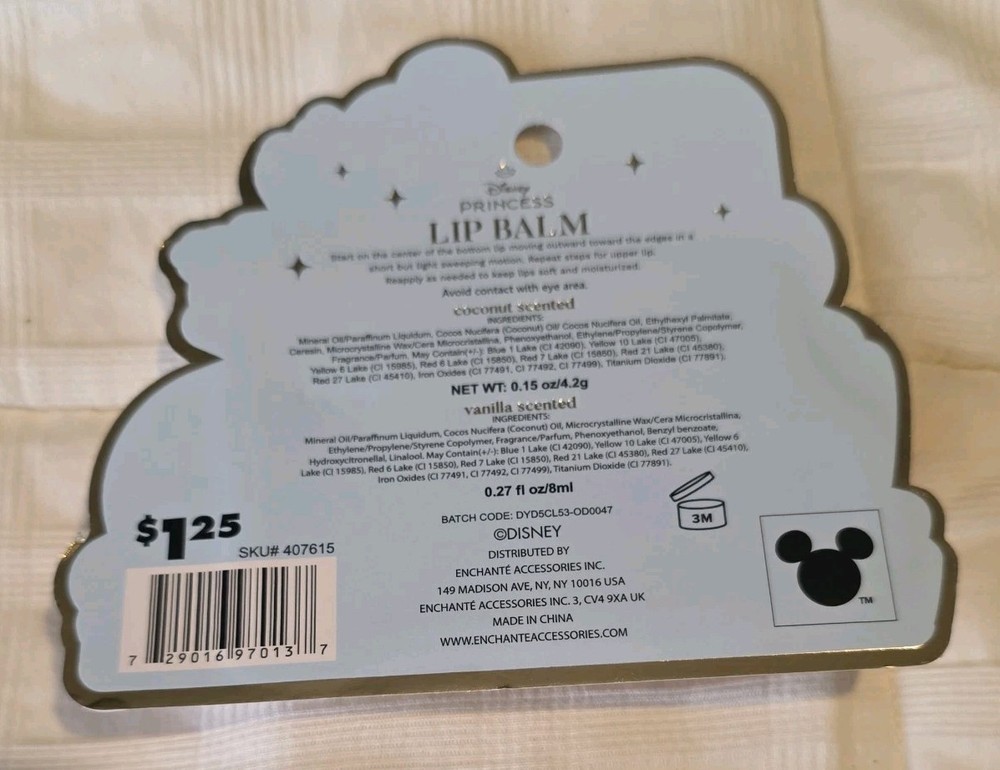 Disney
PRINCESS
LIP BALM
Start on the center of the bottom lip moving outward toward the edges in a
short but light sweeping motion. Repeat steps for upper lip.
Reapply as needed to keep lips soft and moisturized.
Avoid contact with eye area.
coconut scented
INGREDIENTS:
Mineral Oil/Paraffinum Liquidum, Cocos Nucifera (Coconut) Oil/ Cocos Nucifera Oil, Ethylhexyl Palmitate,
Ceresin, Microcrystalline Wax/Cera Microcristallina, Phenoxyethanol, Ethylene/Propylene/Styrene Copolymer,
Fragrance/Parfum, May Contain(+/-): Blue 1 Lake (CI 42090), Yellow 10 Lake (CI 47005),
Yellow 6 Lake (CI 15985), Red 6 Lake (CI 15850), Red 7 Lake (CI 15850), Red 21 Lake (CI 45380),
Red 27 Lake (CI 45410), Iron Oxides (CI 77491, CI 77492, CI 77499), Titanium Dioxide (CI 77891).
NET WT: 0.15 oz/4.2g
vanilla scented
INGREDIENTS:
Mineral Oil/Paraffinum Liquidum, Cocos Nucifera (Coconut) Oil, Microcrystalline Wax/Cera Microcristallina,
Ethylene/Propylene/Styrene Copolymer, Fragrance/Parfum, Phenoxyethanol, Benzyl benzoate,
Hydroxycitronellal, Linalool, May Contain(+/-): Blue 1 Lake (CI 42090), Yellow 10 Lake (CI 47005), Yellow 6
Lake (CI 15985), Red 6 Lake (CI 15850), Red 7 Lake (CI 15850), Red 21 Lake (CI 45380), Red 27 Lake (CI 45410),
Iron Oxides (CI 77491, CI 77492, CI 77499), Titanium Dioxide (CI 77891).
0.27 fl oz/8ml
BATCH CODE: DYD5CL53-OD0047
©DISNEY
DISTRIBUTED BY
ENCHANTÉ ACCESSORIES INC.
149 MADISON AVE, NY, NY 10016 USA
ENCHANTÉ ACCESSORIES INC. 3, CV4 9XA UK
MADE IN CHINA
WWW.ENCHANTEACCESSORIES.COM
3M
TM
$1.25
SKU# 407615
7 29016 97013 7